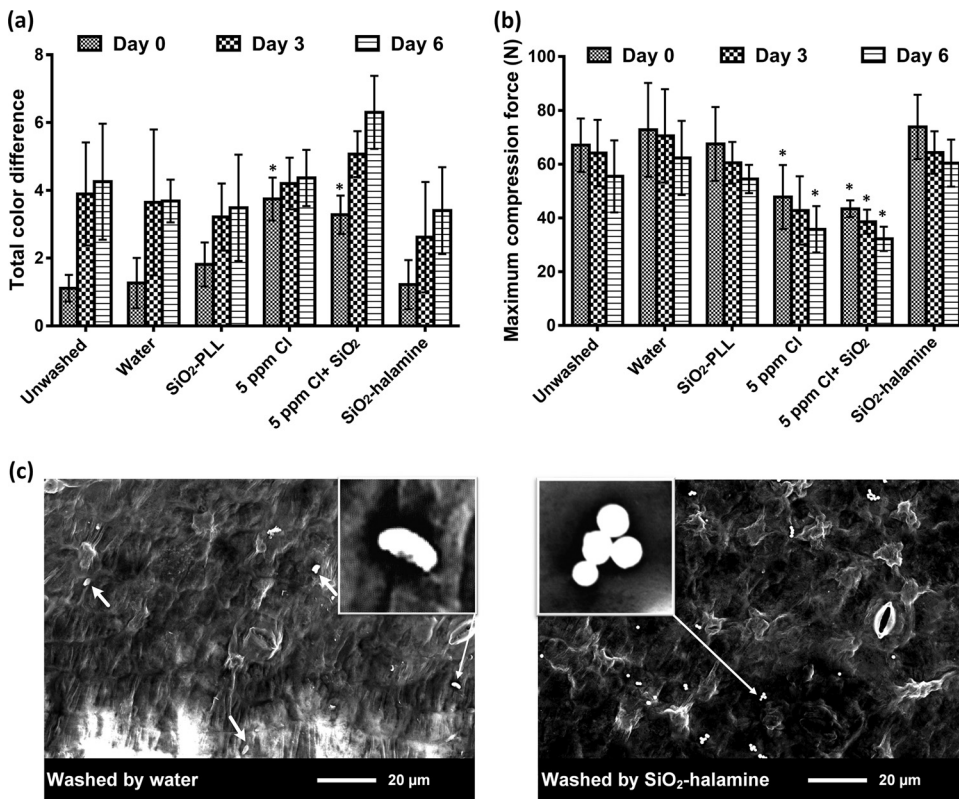 (a)
Day 0 Day 3 Day 6
Total color difference
8
6
4
2
0
*
*
Unwashed
Water
SiO₂-PLL
5 ppm Cl
5 ppm Cl+ SiO₂
SiO₂-halamine
(b)
Day 0 Day 3 Day 6
Maximum compression force (N)
100
80
60
40
20
0
*
*
*
*
*
Unwashed
Water
SiO₂-PLL
5 ppm Cl
5 ppm Cl+ SiO₂
SiO₂-halamine
(c)
Washed by water 20 µm
Washed by SiO₂-halamine 20 µm